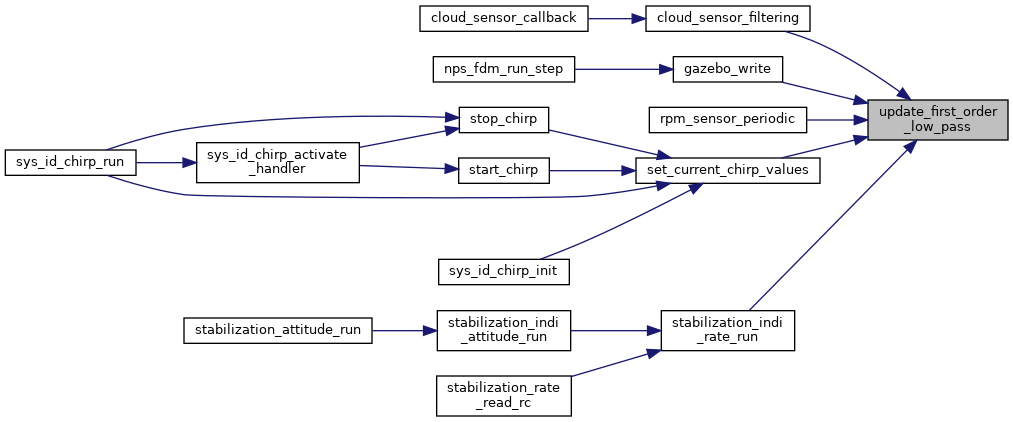 cloud_sensor_callback
cloud_sensor_filtering
nps_fdm_run_step
gazebo_write
update_first_order
_low_pass
stop_chirp
rpm_sensor_periodic
sys_id_chirp_run
sys_id_chirp_activate
_handler
start_chirp
set_current_chirp_values
sys_id_chirp_init
stabilization_attitude_run
stabilization_indi
_attitude_run
stabilization_indi
_rate_run
stabilization_rate
_read_rc